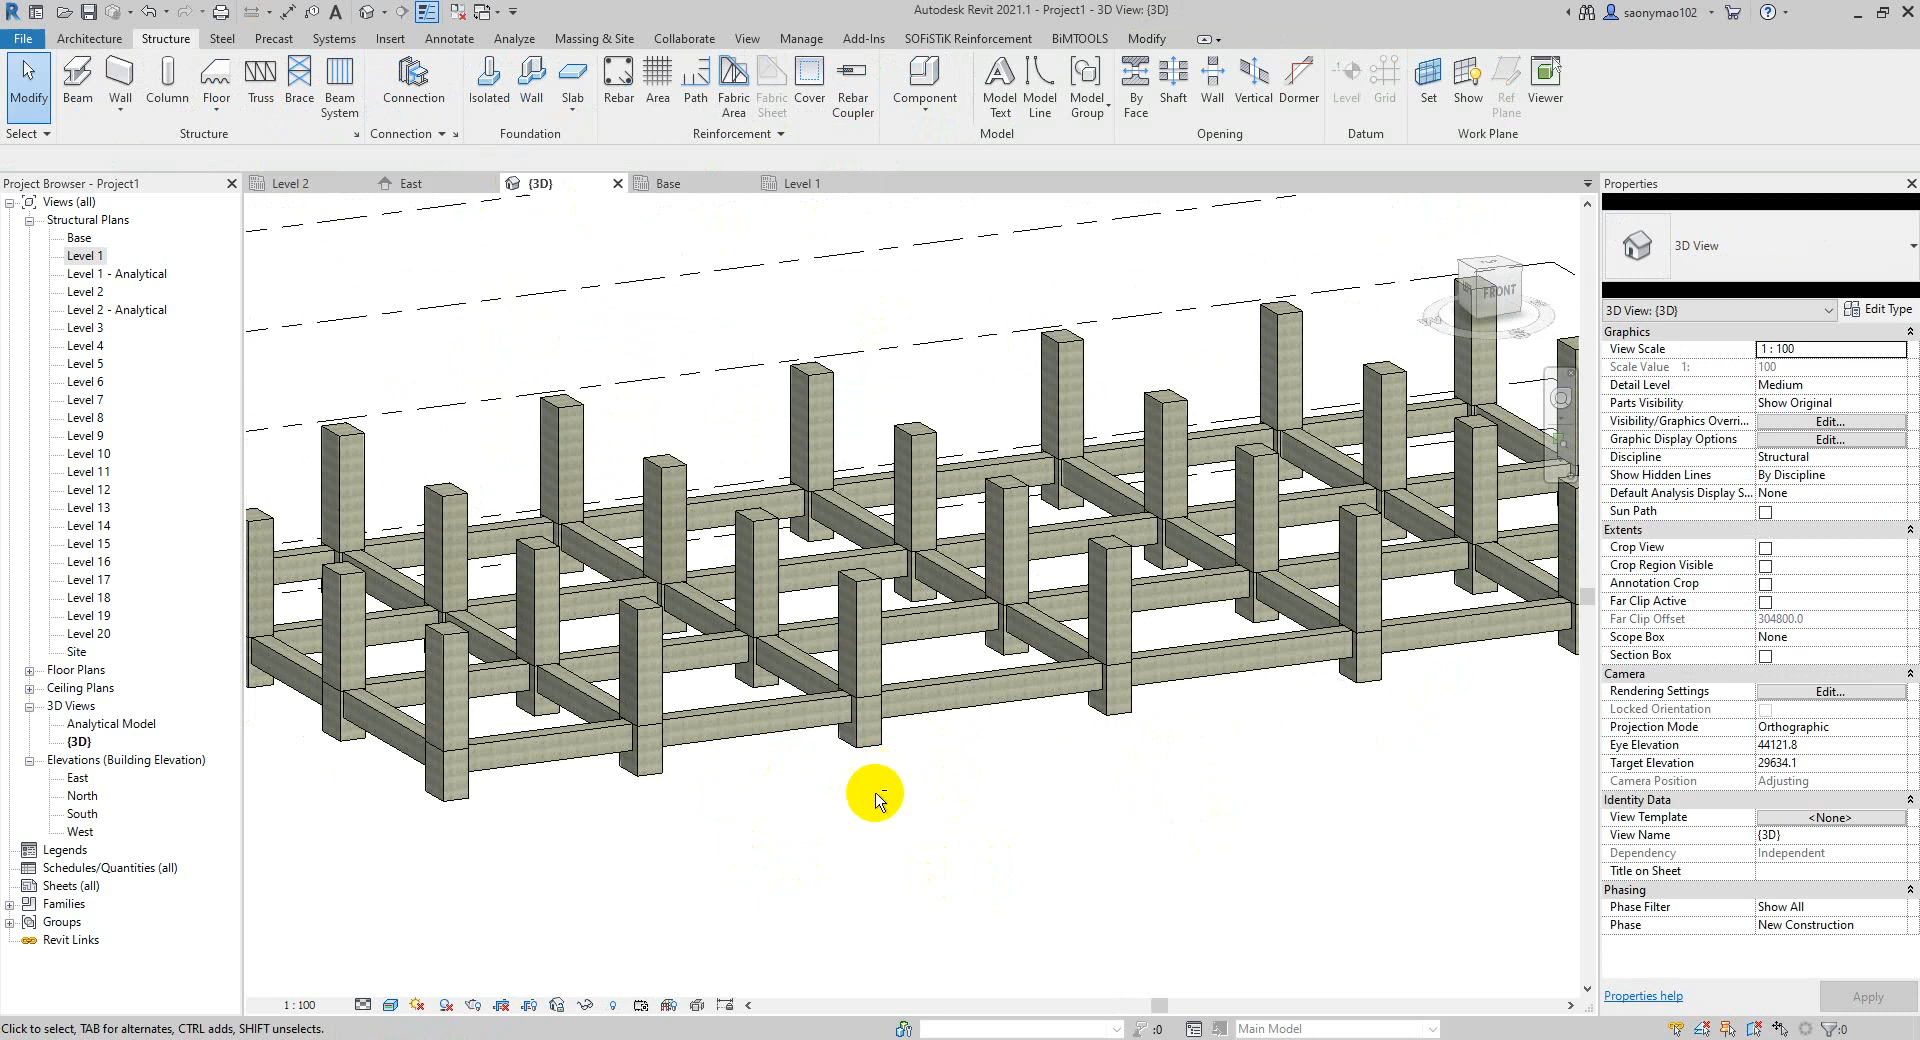 Autodesk Revit 2021.1 - Project1 - 3D View: {3D}
saonymao102
File Architecture Structure Steel Precast Systems Insert Annotate Analyze Massing & Site Collaborate View Manage Add-Ins SOFiSTiK Reinforcement BiMTOOLS Modify
Modify Beam Wall Column Floor Truss Brace Beam System Connection Isolated Wall Slab Rebar Area Path Fabric Area Fabric Sheet Cover Rebar Coupler Component Model Text Model Line Model Group By Face Shaft Wall Vertical Dormer Level Grid Set Show Ref Plane Viewer
Select Structure Connection Foundation Reinforcement Model Opening Datum Work Plane
Project Browser - Project1
Level 2 East {3D} Base Level 1
Views (all)
Structural Plans
Base
Level 1
Level 1 - Analytical
Level 2
Level 2 - Analytical
Level 3
Level 4
Level 5
Level 6
Level 7
Level 8
Level 9
Level 10
Level 11
Level 12
Level 13
Level 14
Level 15
Level 16
Level 17
Level 18
Level 19
Level 20
Site
Floor Plans
Ceiling Plans
3D Views
Analytical Model
{3D}
Elevations (Building Elevation)
East
North
South
West
Legends
Schedules/Quantities (all)
Sheets (all)
Families
Groups
Revit Links
FRONT
Properties
3D View
3D View: {3D} Edit Type
Graphics
View Scale 1 : 100
Scale Value 1: 100
Detail Level Medium
Parts Visibility Show Original
Visibility/Graphics Overri... Edit...
Graphic Display Options Edit...
Discipline Structural
Show Hidden Lines By Discipline
Default Analysis Display S... None
Sun Path
Extents
Crop View
Crop Region Visible
Annotation Crop
Far Clip Active
Far Clip Offset 304800.0
Scope Box None
Section Box
Camera
Rendering Settings Edit...
Locked Orientation
Projection Mode Orthographic
Eye Elevation 44121.8
Target Elevation 29634.1
Camera Position Adjusting
Identity Data
View Template <None>
View Name {3D}
Dependency Independent
Title on Sheet
Phasing
Phase Filter Show All
Phase New Construction
Properties help Apply
1 : 100
Click to select, TAB for alternates, CTRL adds, SHIFT unselects.
:0 Main Model :0